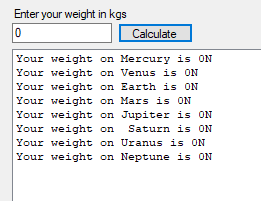 Enter your weight in kgs
0
Calculate
Your weight on Mercury is 0N
Your weight on Venus is 0N
Your weight on Earth is 0N
Your weight on Mars is 0N
Your weight on Jupiter is 0N
Your weight on  Saturn is 0N
Your weight on Uranus is 0N
Your weight on Neptune is 0N